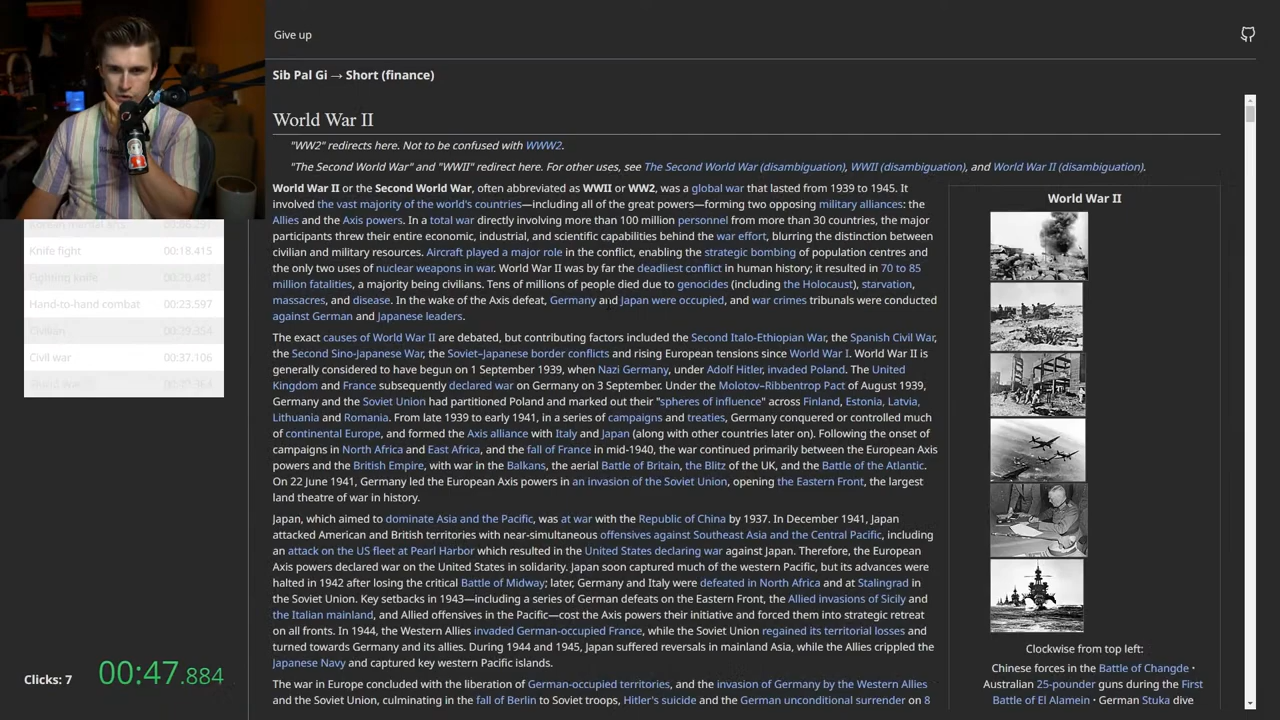 Give up
Sib Pal Gi → Short (finance)
World War II
"WW2" redirects here. Not to be confused with WWW2.
"The Second World War" and "WWII" redirect here. For other uses, see The Second World War (disambiguation), WWII (disambiguation), and World War II (disambiguation).
World War II or the Second World War, often abbreviated as WWII or WW2, was a global war that lasted from 1939 to 1945. It
involved the vast majority of the world's countries—including all of the great powers—forming two opposing military alliances: the
Allies and the Axis powers. In a total war directly involving more than 100 million personnel from more than 30 countries, the major
participants threw their entire economic, industrial, and scientific capabilities behind the war effort, blurring the distinction between
civilian and military resources. Aircraft played a major role in the conflict, enabling the strategic bombing of population centres and
the only two uses of nuclear weapons in war. World War II was by far the deadliest conflict in human history; it resulted in 70 to 85
million fatalities, a majority being civilians. Tens of millions of people died due to genocides (including the Holocaust), starvation,
massacres, and disease. In the wake of the Axis defeat, Germany and Japan were occupied, and war crimes tribunals were conducted
against German and Japanese leaders.
The exact causes of World War II are debated, but contributing factors included the Second Italo-Ethiopian War, the Spanish Civil War,
the Second Sino-Japanese War, the Soviet–Japanese border conflicts and rising European tensions since World War I. World War II is
generally considered to have begun on 1 September 1939, when Nazi Germany, under Adolf Hitler, invaded Poland. The United
Kingdom and France subsequently declared war on Germany on 3 September. Under the Molotov–Ribbentrop Pact of August 1939,
Germany and the Soviet Union had partitioned Poland and marked out their "spheres of influence" across Finland, Estonia, Latvia,
Lithuania and Romania. From late 1939 to early 1941, in a series of campaigns and treaties, Germany conquered or controlled much
of continental Europe, and formed the Axis alliance with Italy and Japan (along with other countries later on). Following the onset of
campaigns in North Africa and East Africa, and the fall of France in mid-1940, the war continued primarily between the European Axis
powers and the British Empire, with war in the Balkans, the aerial Battle of Britain, the Blitz of the UK, and the Battle of the Atlantic.
On 22 June 1941, Germany led the European Axis powers in an invasion of the Soviet Union, opening the Eastern Front, the largest
land theatre of war in history.
Japan, which aimed to dominate Asia and the Pacific, was at war with the Republic of China by 1937. In December 1941, Japan
attacked American and British territories with near-simultaneous offensives against Southeast Asia and the Central Pacific, including
an attack on the US fleet at Pearl Harbor which resulted in the United States declaring war against Japan. Therefore, the European
Axis powers declared war on the United States in solidarity. Japan soon captured much of the western Pacific, but its advances were
halted in 1942 after losing the critical Battle of Midway; later, Germany and Italy were defeated in North Africa and at Stalingrad in
the Soviet Union. Key setbacks in 1943—including a series of German defeats on the Eastern Front, the Allied invasions of Sicily and
the Italian mainland, and Allied offensives in the Pacific—cost the Axis powers their initiative and forced them into strategic retreat
on all fronts. In 1944, the Western Allies invaded German-occupied France, while the Soviet Union regained its territorial losses and
turned towards Germany and its allies. During 1944 and 1945, Japan suffered reversals in mainland Asia, while the Allies crippled the
Japanese Navy and captured key western Pacific islands.
The war in Europe concluded with the liberation of German-occupied territories, and the invasion of Germany by the Western Allies
and the Soviet Union, culminating in the fall of Berlin to Soviet troops, Hitler's suicide and the German unconditional surrender on 8
World War II
Clockwise from top left:
Chinese forces in the Battle of Changde •
Australian 25-pounder guns during the First
Battle of El Alamein • German Stuka dive
Korean martial arts
Knife fight 00:18.415
Fighting knife 00:20.481
Hand-to-hand combat 00:23.597
Civilian 00:29.354
Civil war 00:37.106
Clicks: 7 00:47.884